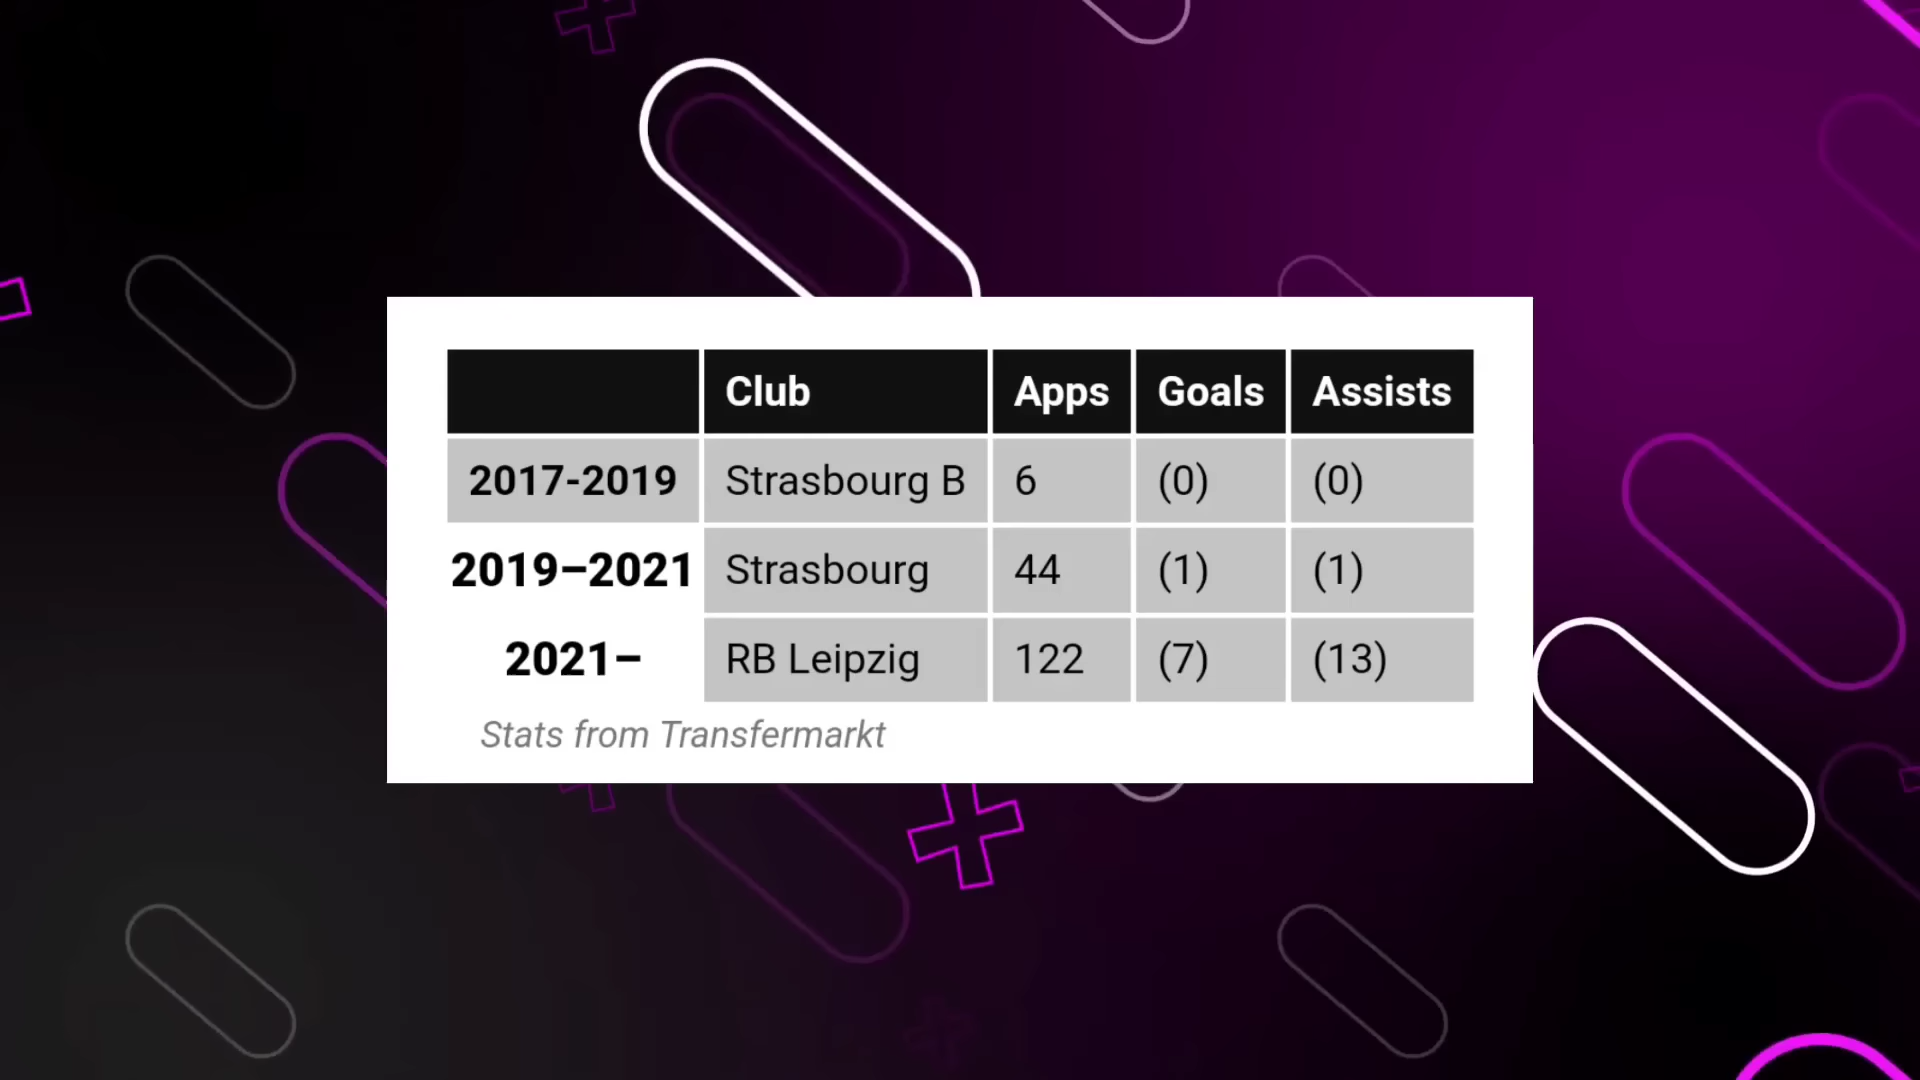 Club Apps Goals Assists
2017-2019 Strasbourg B 6 (0) (0)
2019–2021 Strasbourg 44 (1) (1)
2021– RB Leipzig 122 (7) (13)
Stats from Transfermarkt